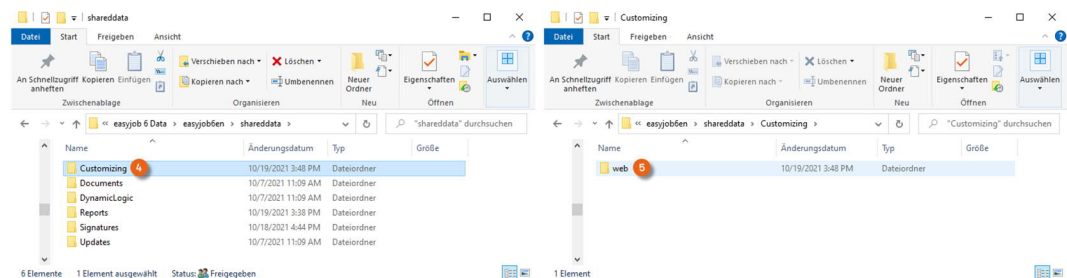 shareddata
Datei Start Freigeben Ansicht
An Schnellzugriff anheften
Kopieren
Einfügen
Verschieben nach
Kopieren nach
Löschen
Umbenennen
Neuer Ordner
Eigenschaften
Auswählen
Zwischenablage Organisieren Neu Öffnen
« easyjob 6 Data › easyjob6en › shareddata ›
"shareddata" durchsuchen
Name Änderungsdatum Typ Größe
Customizing 4 10/19/2021 3:48 PM Dateiordner
Documents 10/7/2021 11:09 AM Dateiordner
DynamicLogic 10/7/2021 11:09 AM Dateiordner
Reports 10/19/2021 3:38 PM Dateiordner
Signatures 10/18/2021 4:44 PM Dateiordner
Updates 10/7/2021 11:09 AM Dateiordner
6 Elemente 1 Element ausgewählt Status: Freigegeben
Customizing
Datei Start Freigeben Ansicht
An Schnellzugriff anheften
Kopieren
Einfügen
Verschieben nach
Kopieren nach
Löschen
Umbenennen
Neuer Ordner
Eigenschaften
Auswählen
Zwischenablage Organisieren Neu Öffnen
« easyjob6en › shareddata › Customizing ›
"Customizing" durchsuchen
Name Änderungsdatum Typ Größe
web 5 10/19/2021 3:48 PM Dateiordner
1 Element